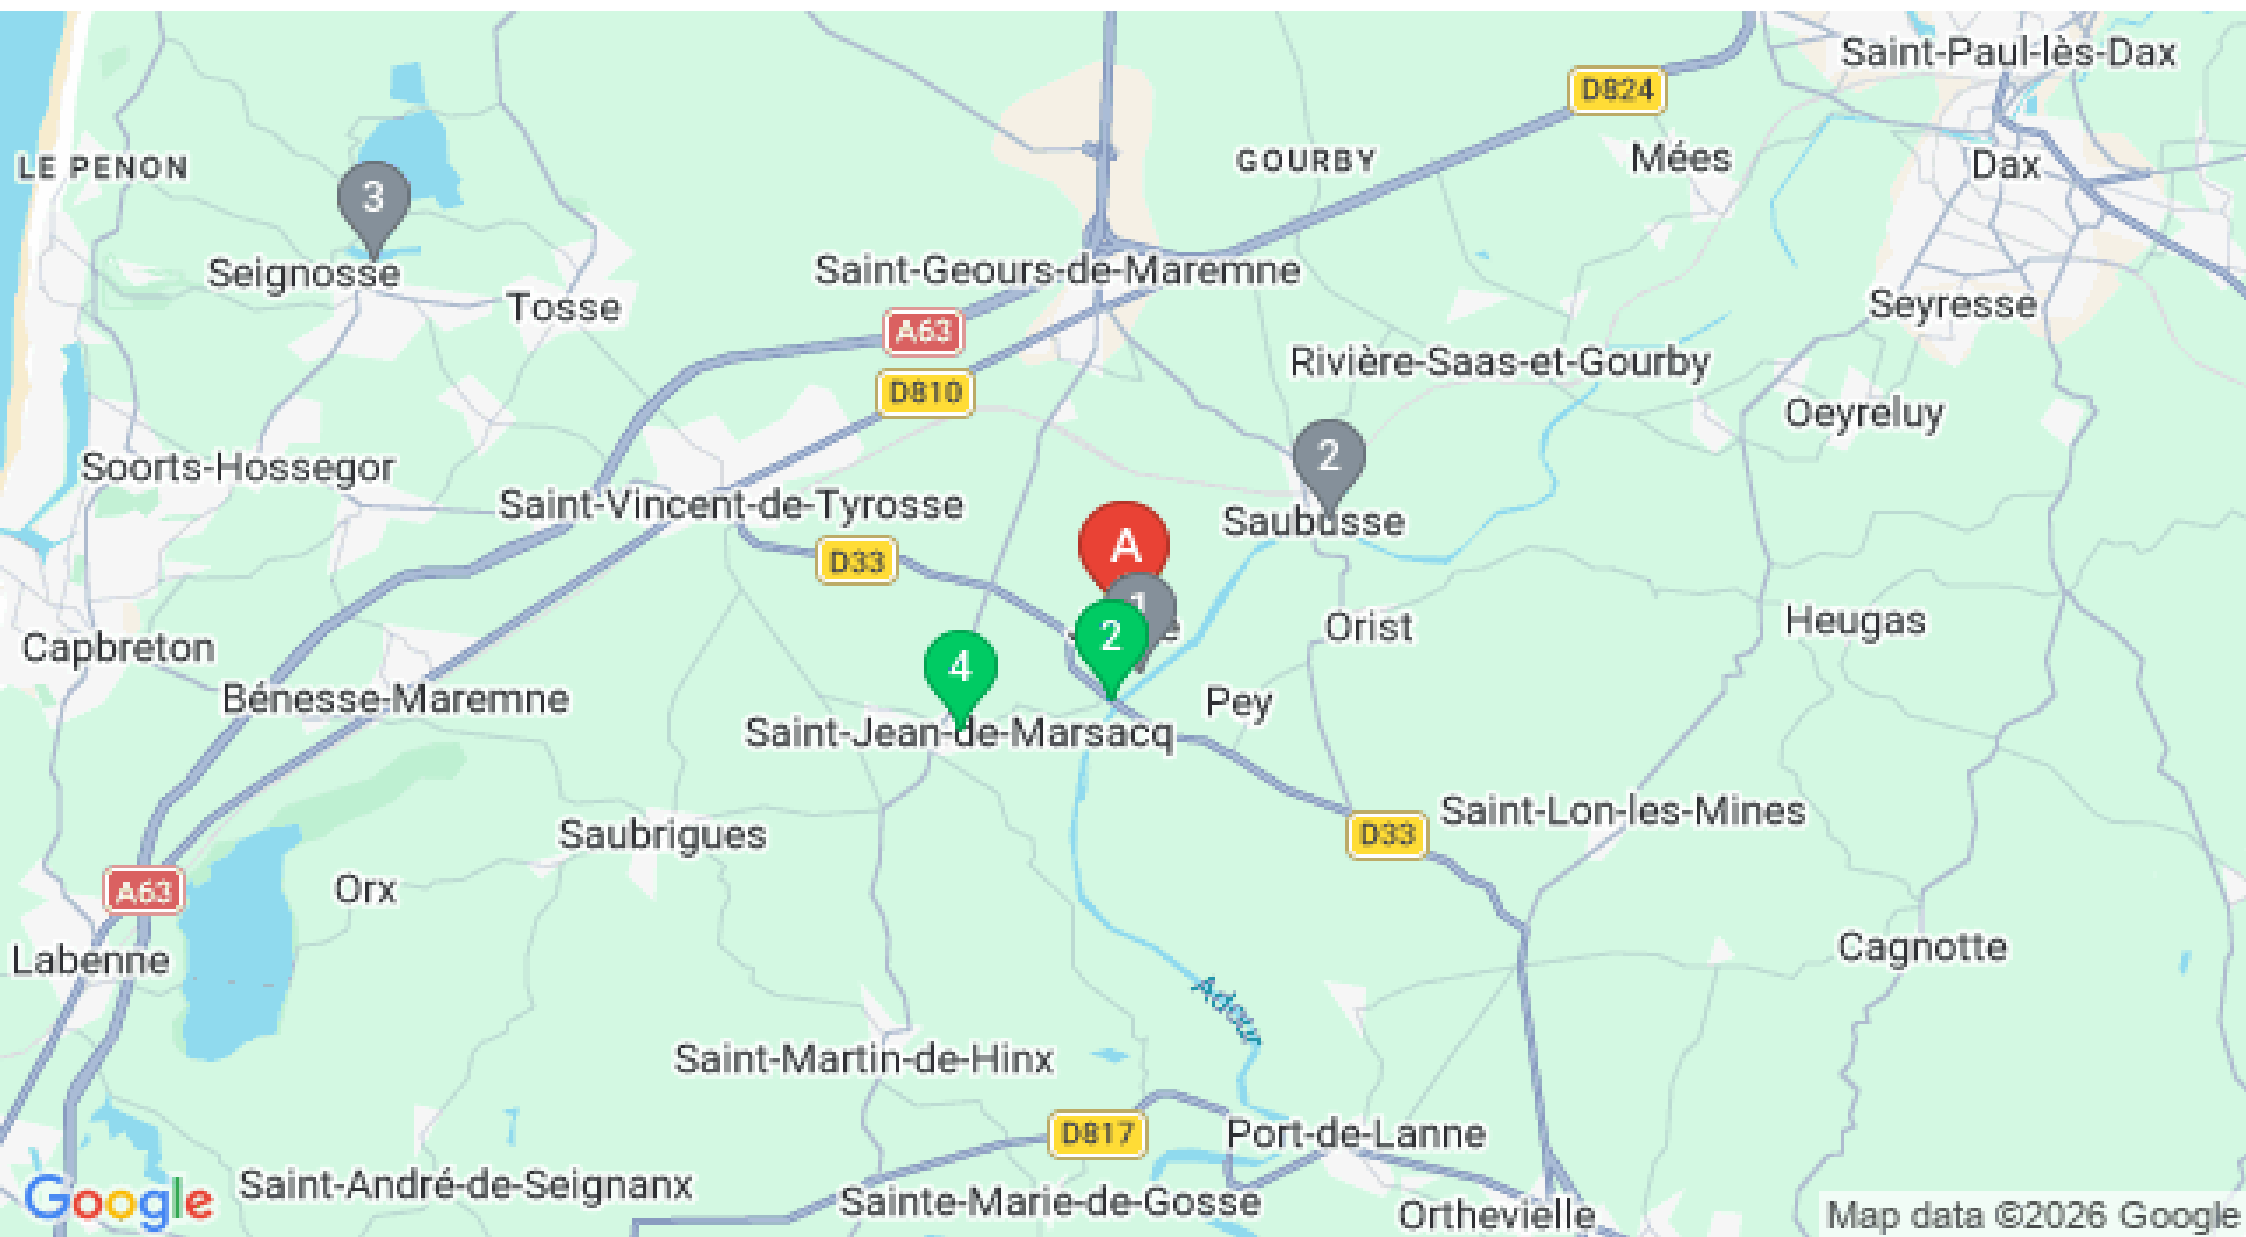 Saint-Paul-lès-Dax
D824
LE PENON
GOURBY
Mées
Dax
3
Seignosse
Saint-Geours-de-Maremne
Tosse
Seyresse
A63
Rivière-Saas-et-Gourby
D810
Oeyreluy
2
Soorts-Hossegor
Saint-Vincent-de-Tyrosse
Saubusse
A
D33
1
2
Orist
Heugas
Capbreton
4
Bénesse-Maremne
Pey
Saint-Jean-de-Marsacq
Saint-Lon-les-Mines
Saubrigues
D33
Orx
A63
Labenne
Cagnotte
Adour
Saint-Martin-de-Hinx
D817
Port-de-Lanne
Saint-André-de-Seignanx
Google
Sainte-Marie-de-Gosse
Orthevielle
Map data ©2026 Google